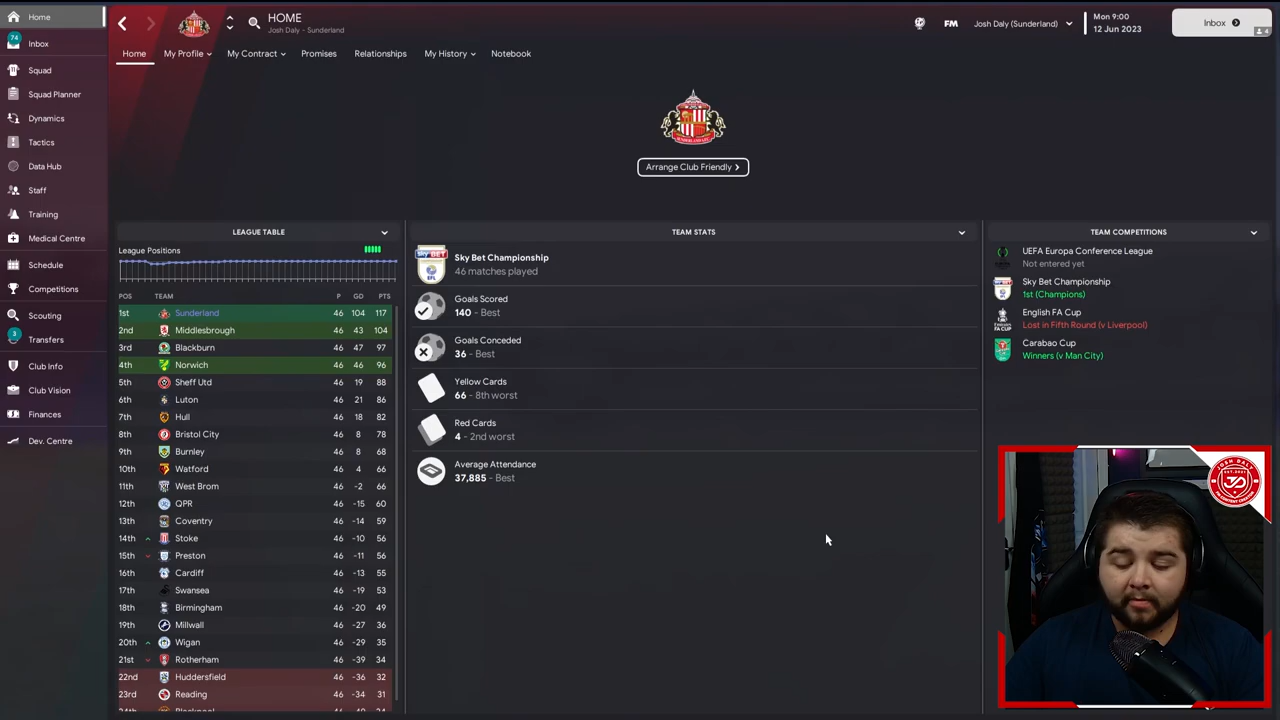 Home
HOME
Josh Daly - Sunderland
FM
Josh Daly (Sunderland)
Mon 9:00
12 Jun 2023
Inbox
4
74
Inbox
Squad
Squad Planner
Dynamics
Tactics
Data Hub
Staff
Training
Medical Centre
Schedule
Competitions
Scouting
3
Transfers
Club Info
Club Vision
Finances
Dev. Centre
Home
My Profile
My Contract
Promises
Relationships
My History
Notebook
Arrange Club Friendly
LEAGUE TABLE
League Positions
POS TEAM P GD PTS
1st Sunderland 46 104 117
2nd Middlesbrough 46 43 104
3rd Blackburn 46 47 97
4th Norwich 46 46 96
5th Sheff Utd 46 19 88
6th Luton 46 21 86
7th Hull 46 18 82
8th Bristol City 46 8 78
9th Burnley 46 8 68
10th Watford 46 4 66
11th West Brom 46 -2 66
12th QPR 46 -15 60
13th Coventry 46 -14 59
14th Stoke 46 -10 56
15th Preston 46 -11 56
16th Cardiff 46 -13 55
17th Swansea 46 -19 53
18th Birmingham 46 -20 49
19th Millwall 46 -27 36
20th Wigan 46 -29 35
21st Rotherham 46 -39 34
22nd Huddersfield 46 -36 32
23rd Reading 46 -34 31
TEAM STATS
Sky Bet Championship
46 matches played
Goals Scored
140 - Best
Goals Conceded
36 - Best
Yellow Cards
66 - 8th worst
Red Cards
4 - 2nd worst
Average Attendance
37,885 - Best
TEAM COMPETITIONS
UEFA Europa Conference League
Not entered yet
Sky Bet Championship
1st (Champions)
English FA Cup
Lost in Fifth Round (v Liverpool)
Carabao Cup
Winners (v Man City)
JOSH DALY
JD